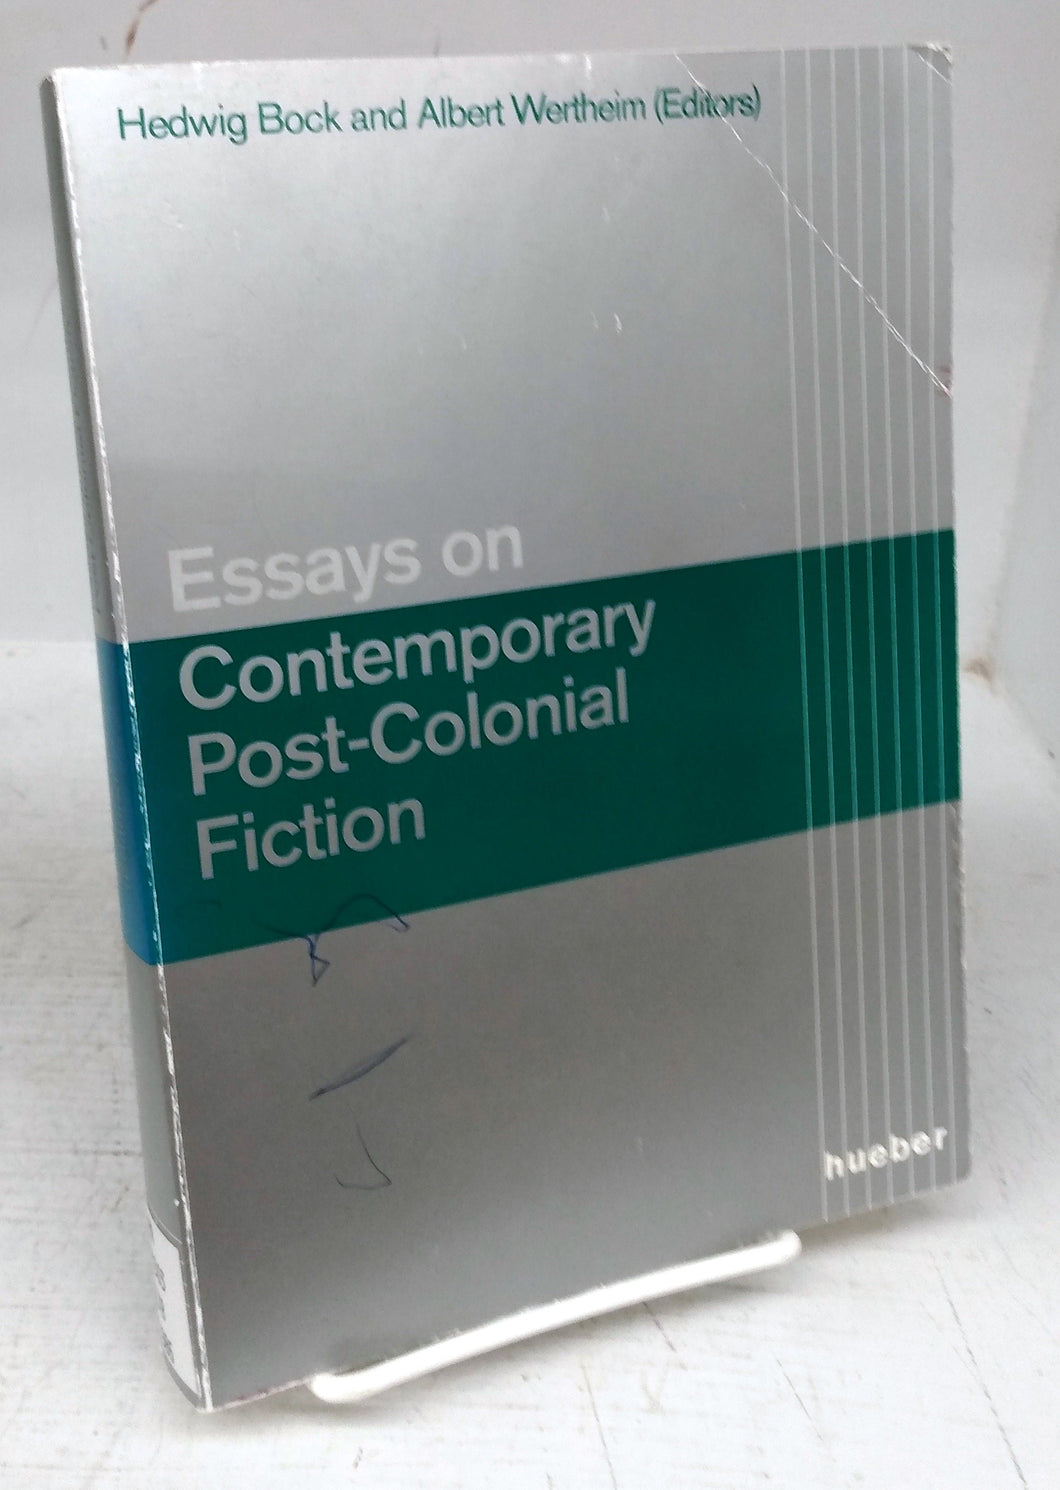 Hedwig Bock and Albert Wertheim (Editors)
Essays on
Contemporary
Post-Colonial
Fiction
hueber